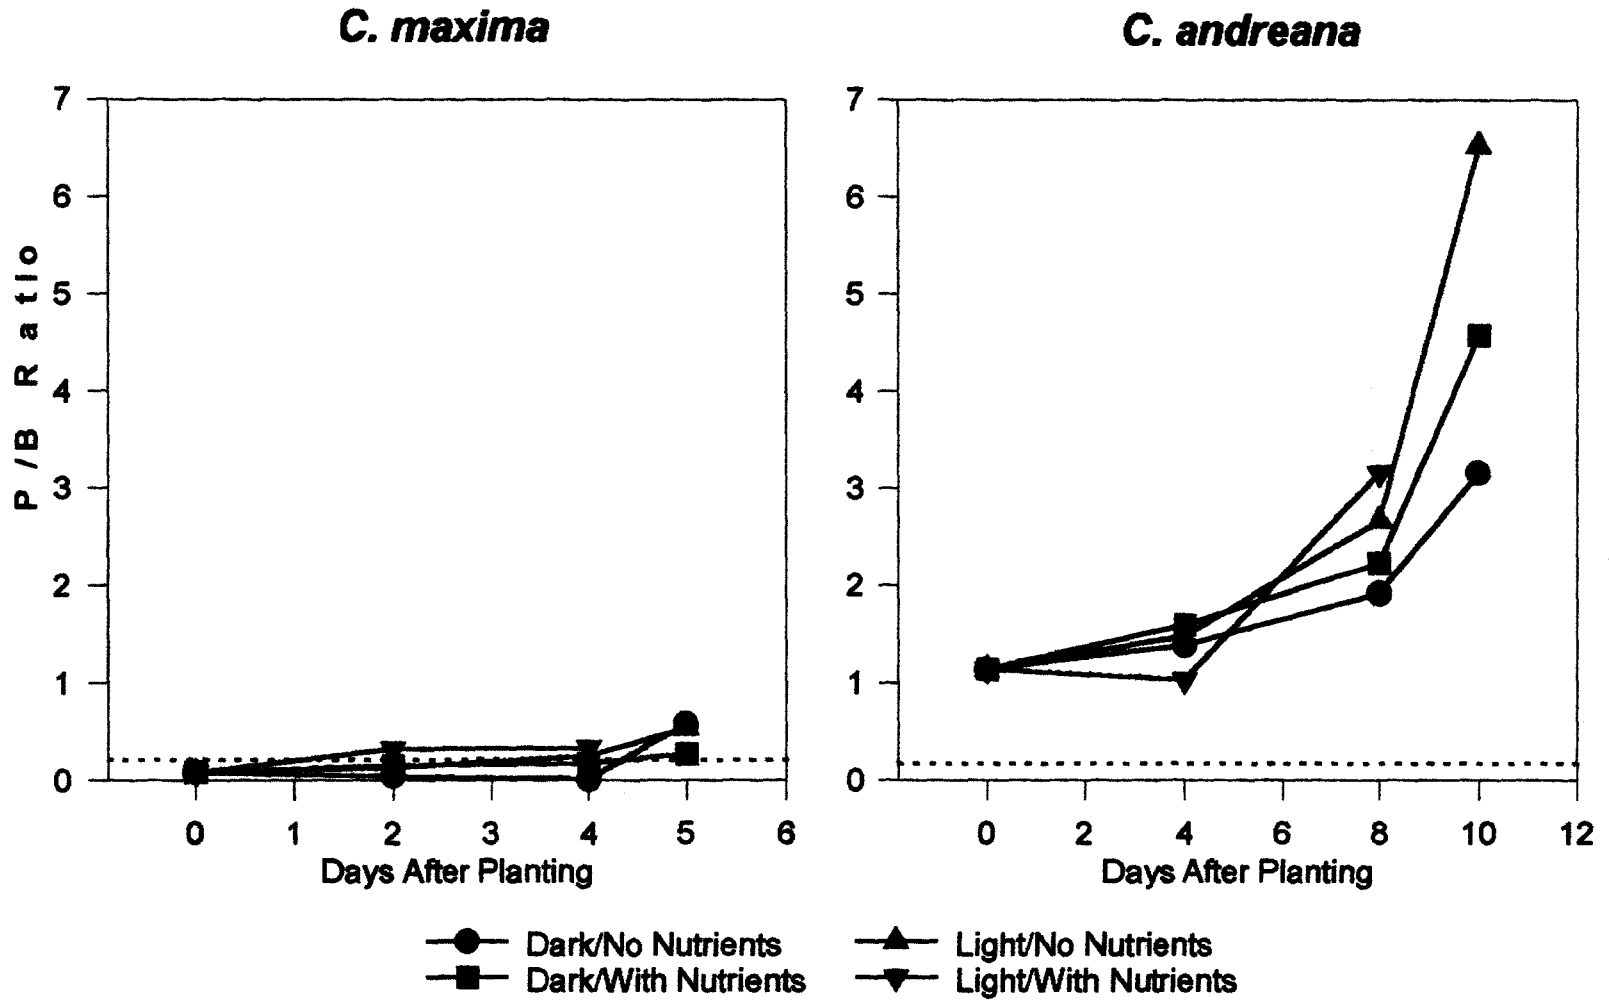 C. maxima
C. andreana
P/B Ratio
7
6
5
4
3
2
1
0
0 1 2 3 4 5 6
Days After Planting
7
6
5
4
3
2
1
0
0 2 4 6 8 10 12
Days After Planting
Dark/No Nutrients
Light/No Nutrients
Dark/With Nutrients
Light/With Nutrients